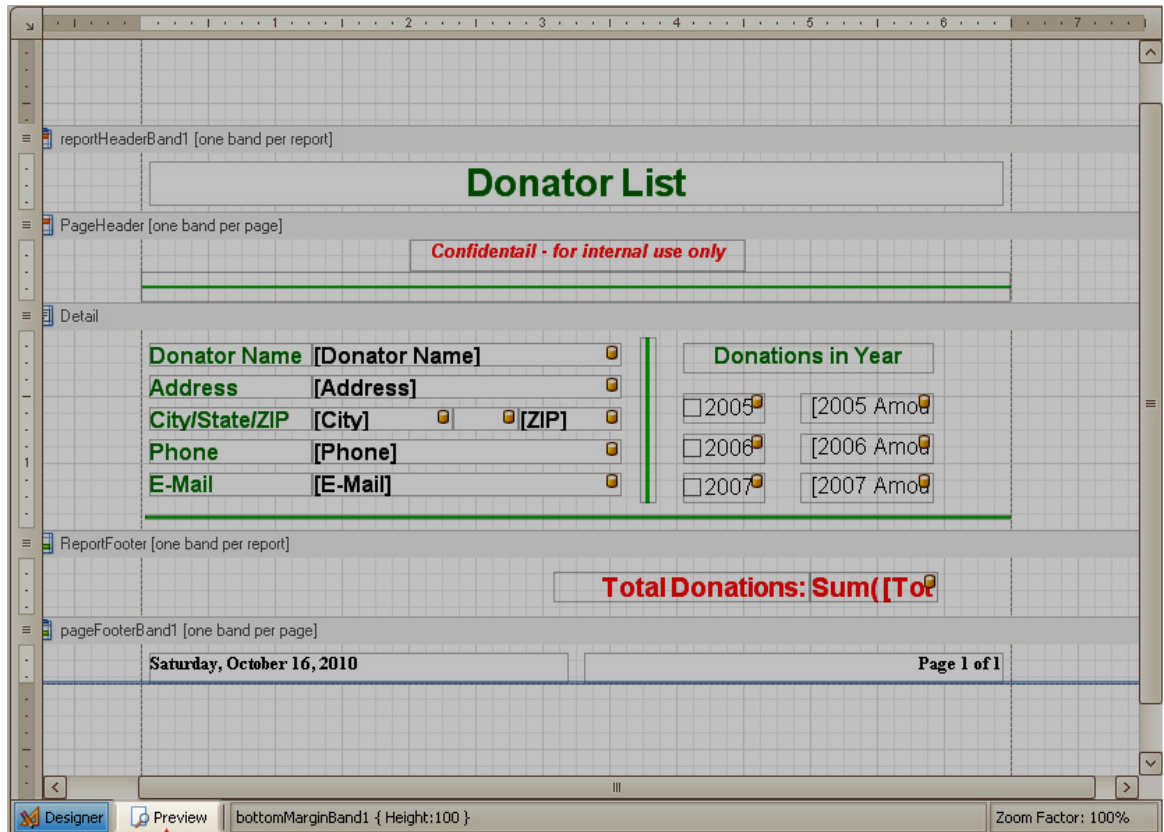 1 2 3 4 5 6 7
reportHeaderBand1 [one band per report]
Donator List
PageHeader [one band per page]
Confidentail - for internal use only
Detail
Donator Name [Donator Name] Donations in Year
Address [Address] 2005 [2005 Amou
City/State/ZIP [City] [ZIP]
Phone [Phone] 2006 [2006 Amou
1
E-Mail [E-Mail] 2007 [2007 Amou
ReportFooter [one band per report]
Total Donations: Sum([Tot
pageFooterBand1 [one band per page]
Saturday, October 16, 2010 Page 1 of 1
Designer Preview bottomMarginBand1 { Height:100 } Zoom Factor: 100%